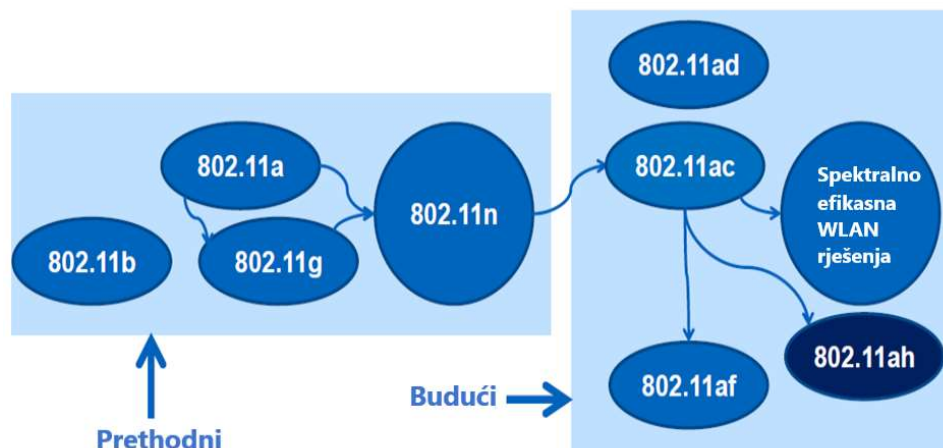 802.11b
802.11a
802.11g
802.11n
Prethodni
802.11ad
802.11ac
Spektralno
efikasna
WLAN
rješenja
802.11af
802.11ah
Budući